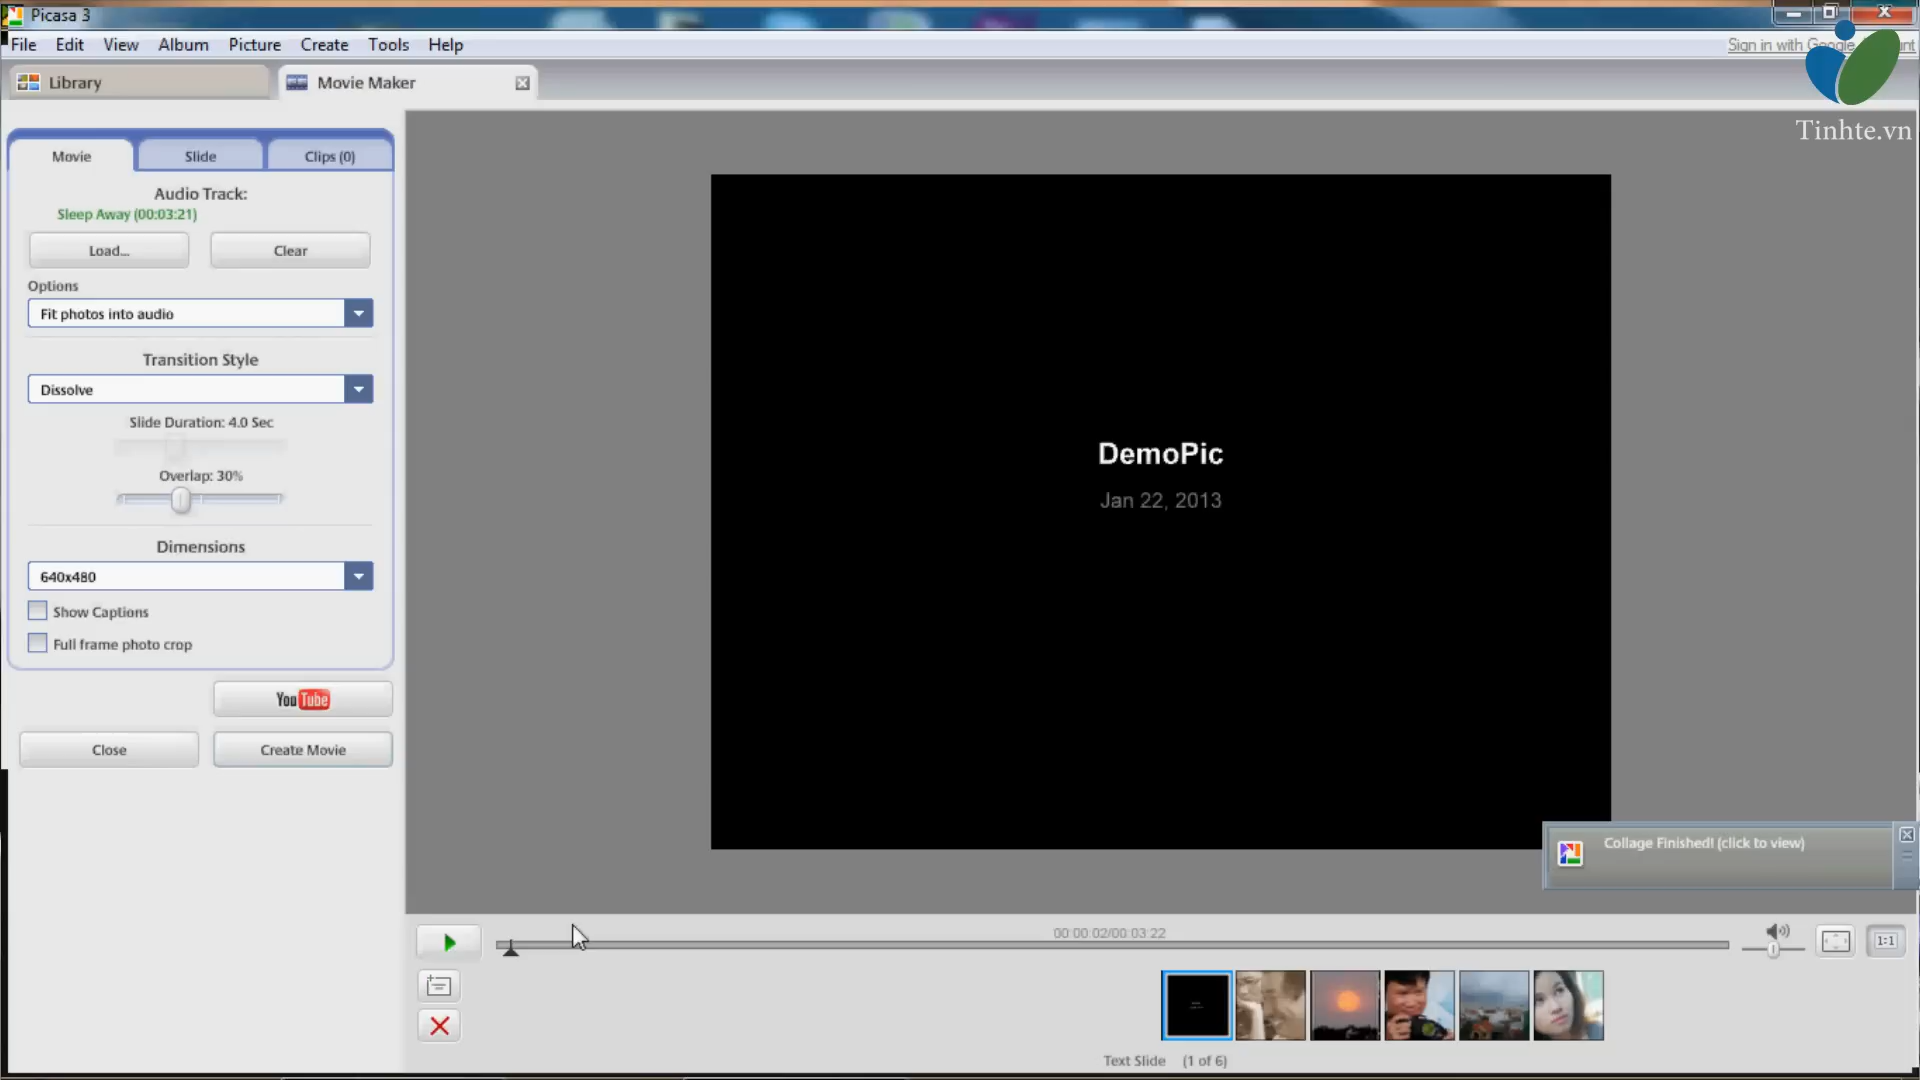 Picasa 3
File Edit View Album Picture Create Tools Help
Sign in with Google
Library
Movie Maker
Tinhte.vn
Movie
Slide
Clips (0)
Audio Track:
Sleep Away (00:03:21)
Load...
Clear
Options
Fit photos into audio
Transition Style
Dissolve
Slide Duration: 4.0 Sec
Overlap: 30%
Dimensions
640x480
Show Captions
Full frame photo crop
YouTube
Close
Create Movie
DemoPic
Jan 22, 2013
Collage Finished! (click to view)
00:00:02/00:03:22
1:1
Text Slide (1 of 6)